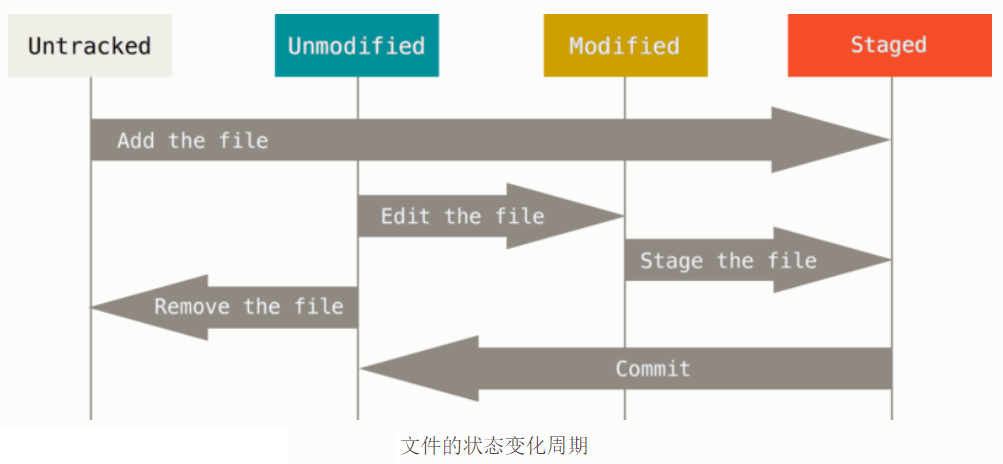 Untracked
Unmodified
Modified
Staged
Add the file
Edit the file
Stage the file
Remove the file
Commit
文件的状态变化周期